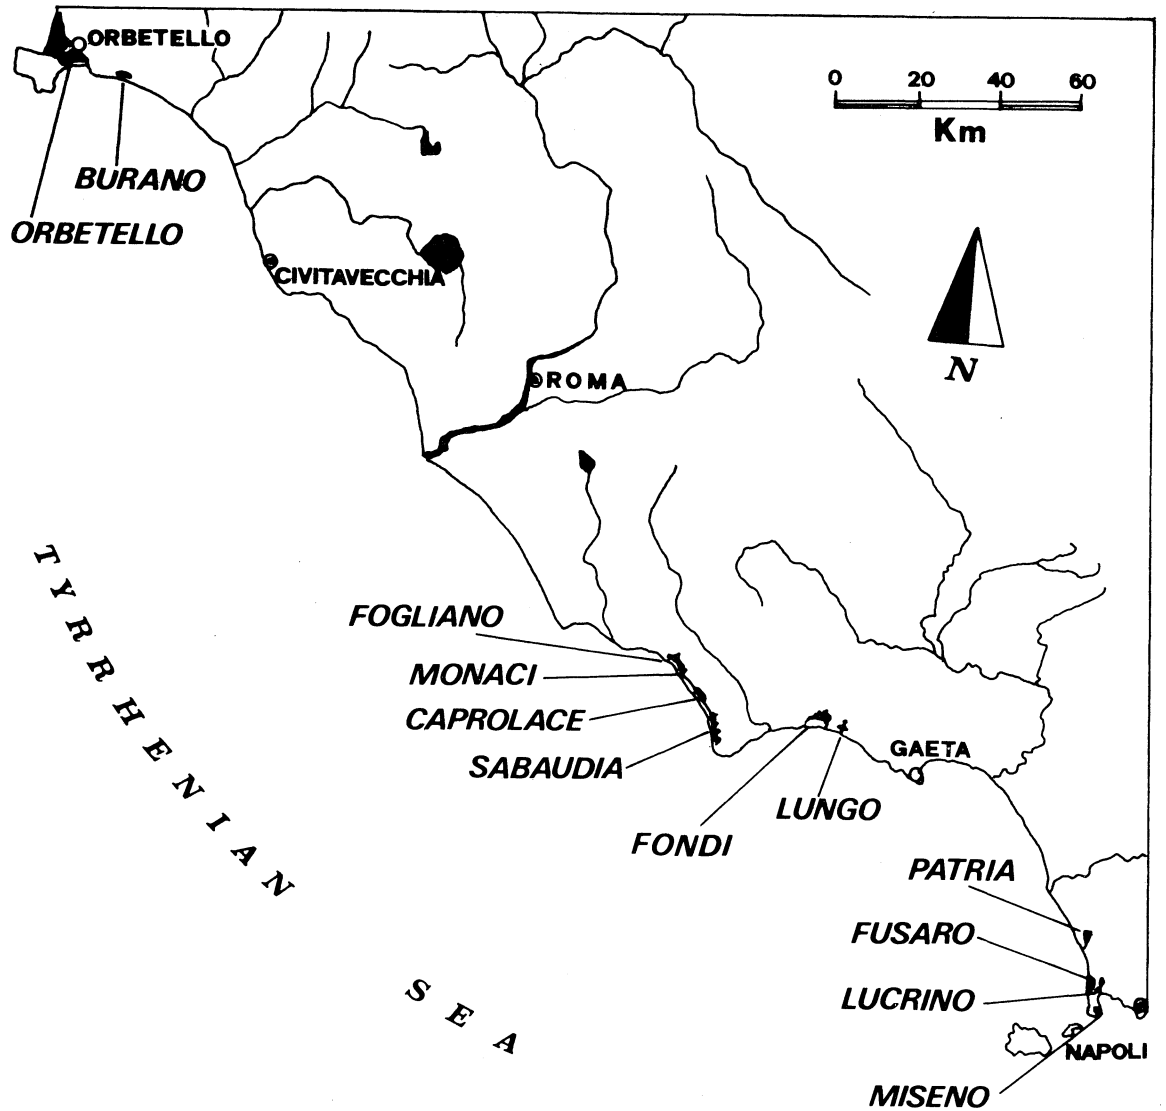 ORBETELLO
0 20 40 60
Km
BURANO
ORBETELLO
CIVITAVECCHIA
N
ROMA
TYRRHENIAN
SEA
FOGLIANO
MONACI
CAPROLACE
SABAUDIA
GAETA
LUNGO
FONDI
PATRIA
FUSARO
LUCRINO
NAPOLI
MISENO